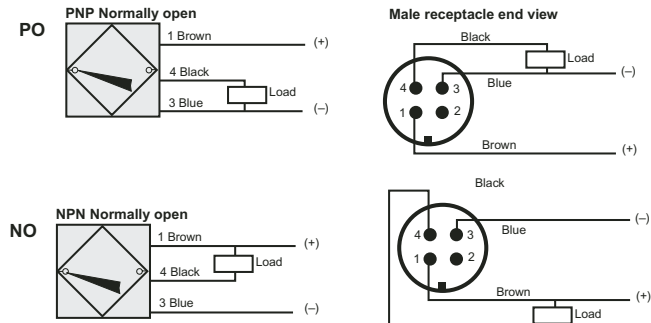 PO
PNP Normally open
1 Brown
(+)
4 Black
Load
3 Blue
(–)
Male receptacle end view
Black
Load
(–)
Blue
4
3
1
2
Brown
(+)
NO
NPN Normally open
1 Brown
(+)
Load
4 Black
3 Blue
(–)
Black
(–)
Blue
4
3
1
2
Brown
(+)
Load